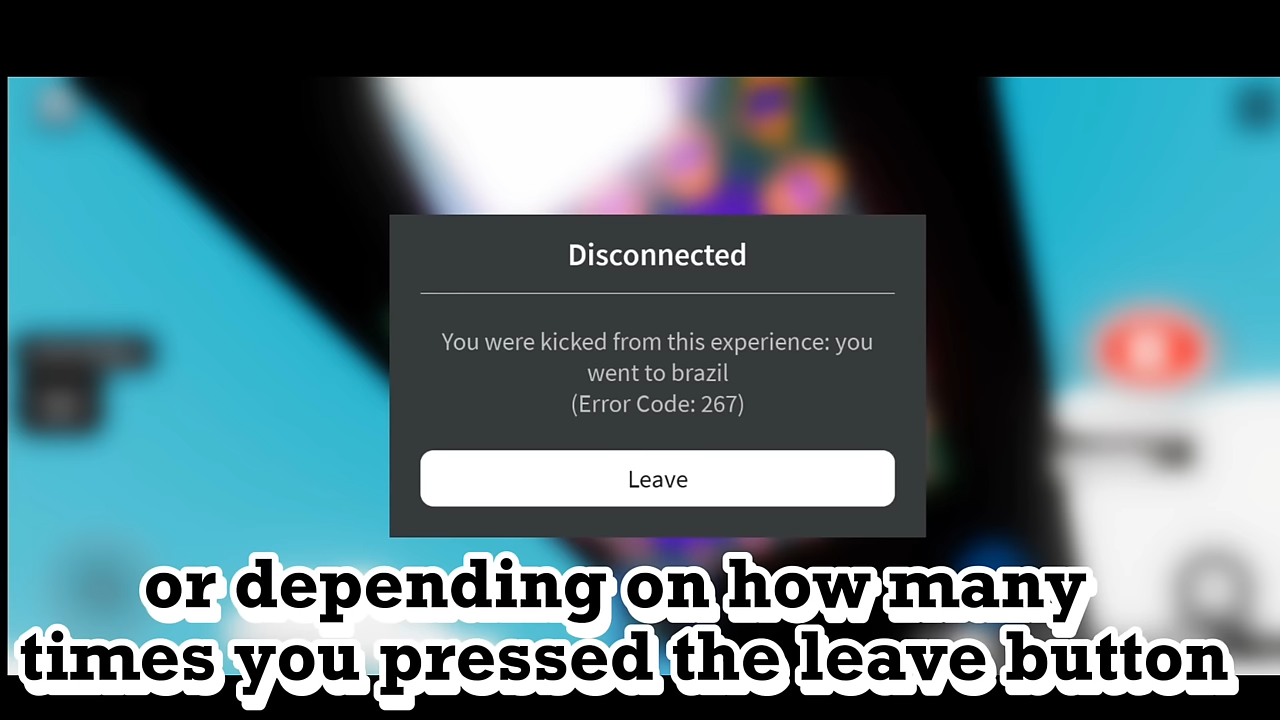 Disconnected
You were kicked from this experience: you
went to brazil
(Error Code: 267)
Leave
or depending on how many
times you pressed the leave button